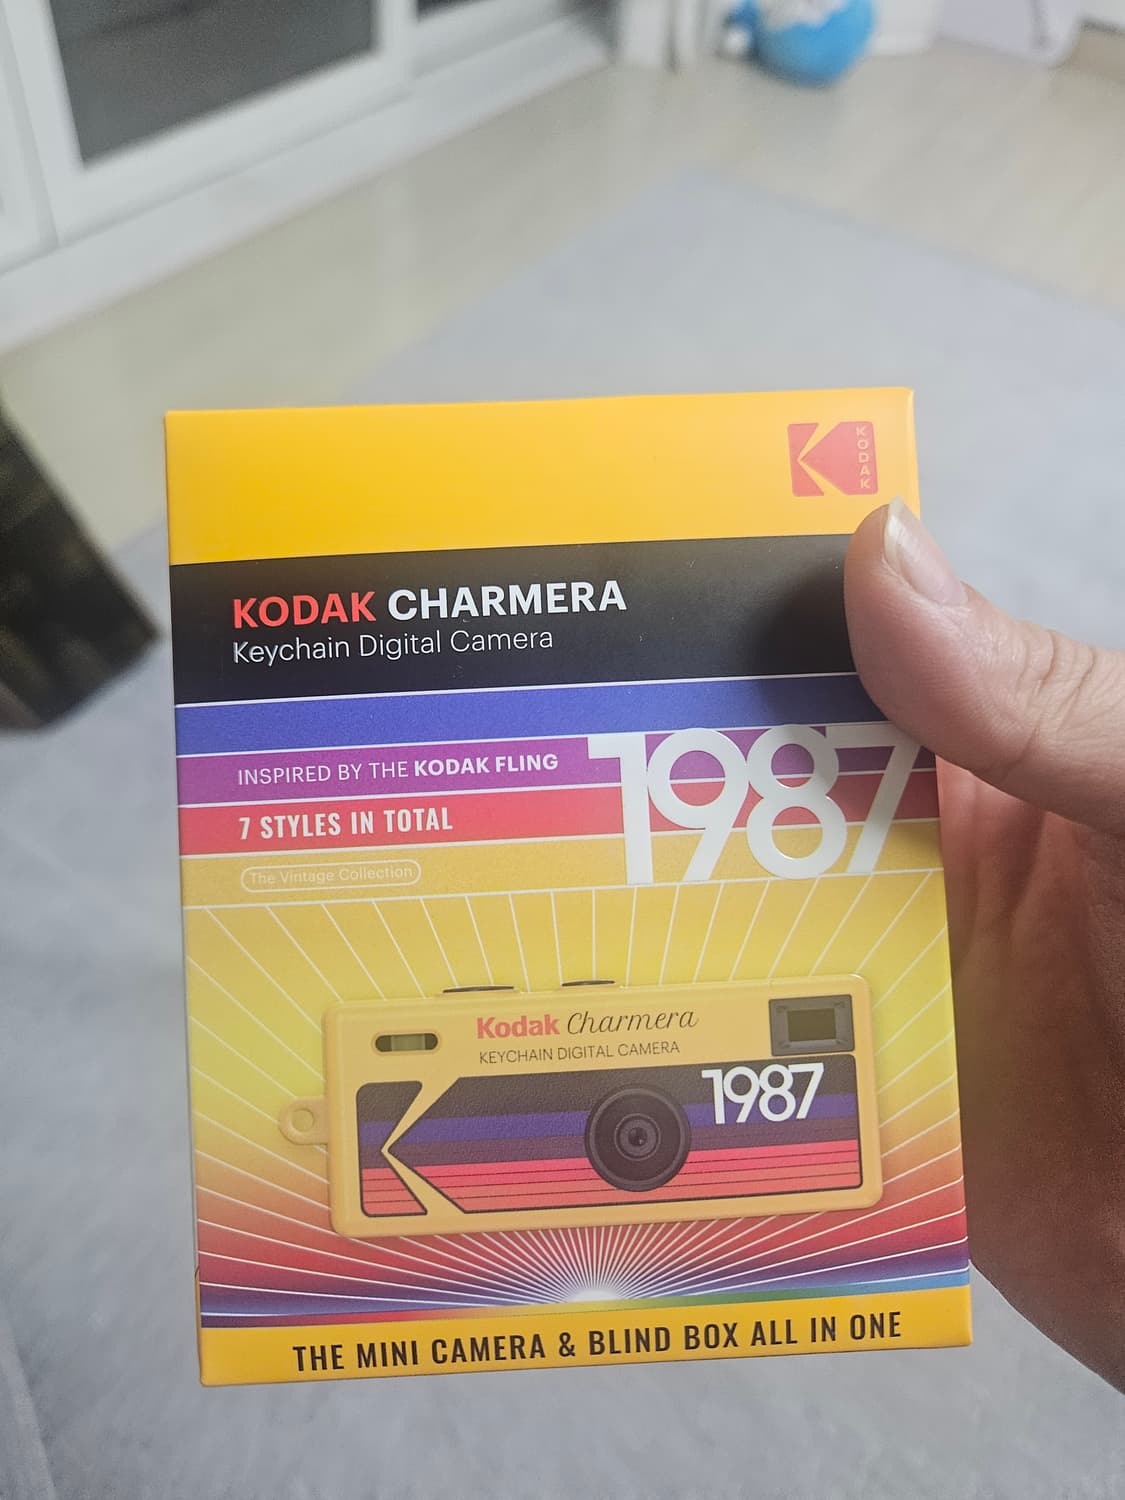 KODAK
KODAK CHARMERA
Keychain Digital Camera
INSPIRED BY THE KODAK FLING
1987
7 STYLES IN TOTAL
The Vintage Collection
Kodak Charmera
KEYCHAIN DIGITAL CAMERA
1987
THE MINI CAMERA & BLIND BOX ALL IN ONE